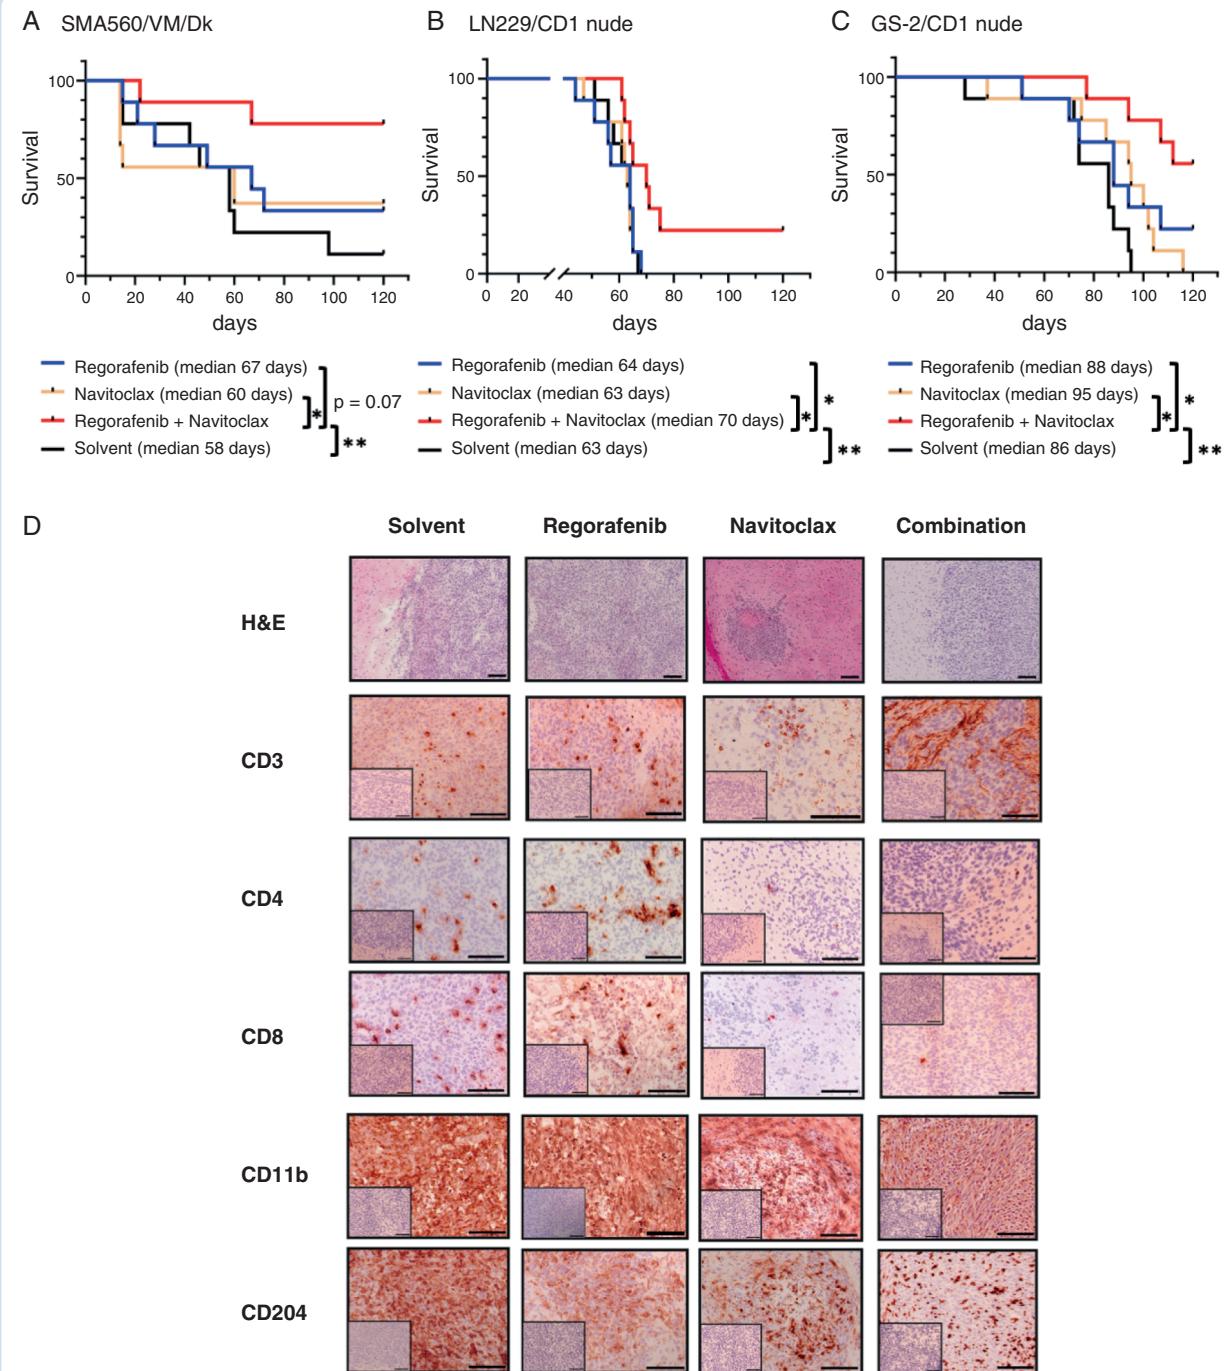 A SMA560/VM/Dk
Survival
100
50
0
0 20 40 60 80 100 120
days
Regorafenib (median 67 days)
Navitoclax (median 60 days)
Regorafenib + Navitoclax
Solvent (median 58 days)
* p = 0.07
**
B LN229/CD1 nude
Survival
100
50
0
0 20 40 60 80 100 120
days
Regorafenib (median 64 days)
Navitoclax (median 63 days)
Regorafenib + Navitoclax (median 70 days)
Solvent (median 63 days)
* *
**
C GS-2/CD1 nude
Survival
100
50
0
0 20 40 60 80 100 120
days
Regorafenib (median 88 days)
Navitoclax (median 95 days)
Regorafenib + Navitoclax
Solvent (median 86 days)
* *
**
D
Solvent Regorafenib Navitoclax Combination
H&E
CD3
CD4
CD8
CD11b
CD204